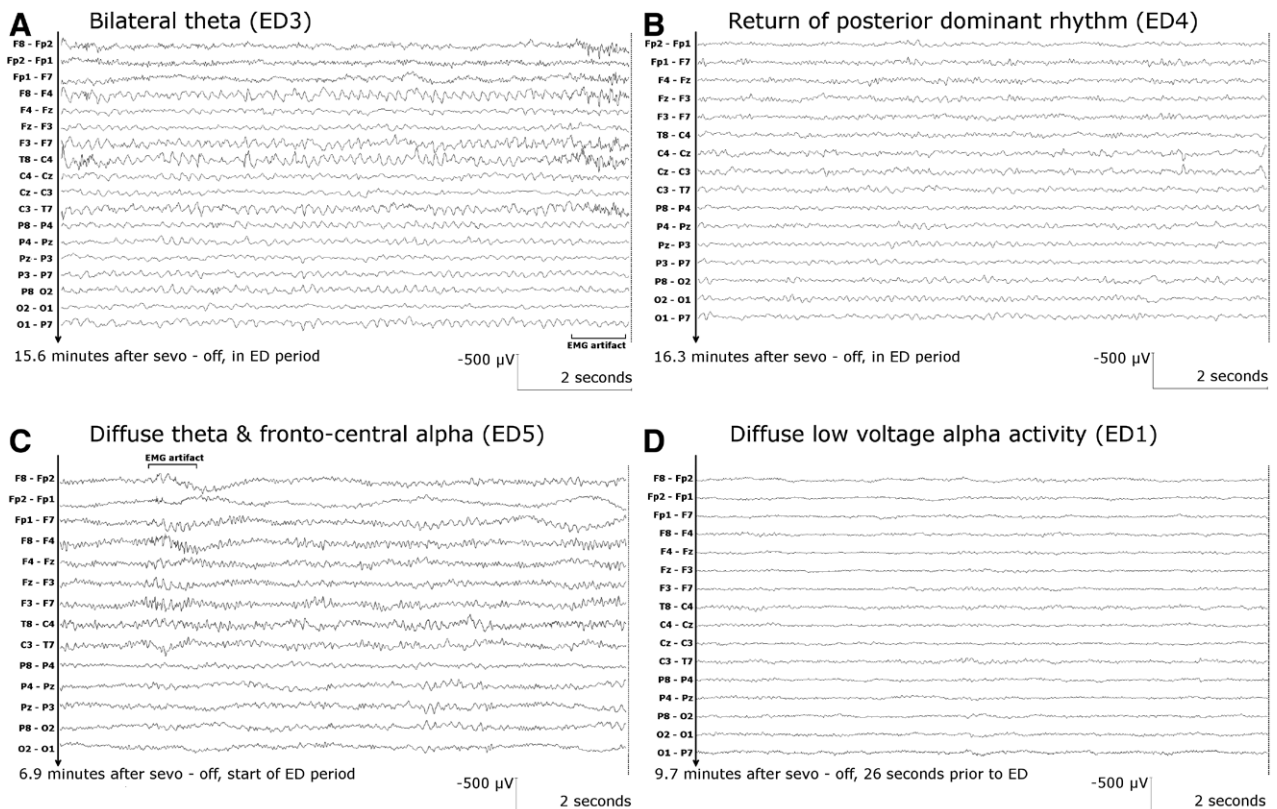 A Bilateral theta (ED3)
F8 - Fp2
Fp2 - Fp1
Fp1 - F7
F8 - F4
F4 - Fz
Fz - F3
F3 - F7
T8 - C4
C4 - Cz
Cz - C3
C3 - T7
P8 - P4
P4 - Pz
Pz - P3
P3 - P7
P8 O2
O2 - O1
O1 - P7
EMG artifact
15.6 minutes after sevo - off, in ED period
-500 µV
2 seconds
B Return of posterior dominant rhythm (ED4)
Fp2 - Fp1
Fp1 - F7
F4 - Fz
Fz - F3
F3 - F7
T8 - C4
C4 - Cz
Cz - C3
C3 - T7
P8 - P4
P4 - Pz
Pz - P3
P3 - P7
P8 - O2
O2 - O1
O1 - P7
16.3 minutes after sevo - off, in ED period
-500 µV
2 seconds
C Diffuse theta & fronto-central alpha (ED5)
EMG artifact
F8 - Fp2
Fp2 - Fp1
Fp1 - F7
F8 - F4
F4 - Fz
Fz - F3
F3 - F7
T8 - C4
C3 - T7
P8 - P4
P4 - Pz
Pz - P3
P8 - O2
O2 - O1
6.9 minutes after sevo - off, start of ED period
-500 µV
2 seconds
D Diffuse low voltage alpha activity (ED1)
F8 - Fp2
Fp2 - Fp1
Fp1 - F7
F8 - F4
F4 - Fz
Fz - F3
F3 - F7
T8 - C4
C4 - Cz
Cz - C3
C3 - T7
P8 - P4
P4 - Pz
P8 - O2
O2 - O1
O1 - P7
9.7 minutes after sevo - off, 26 seconds prior to ED
-500 µV
2 seconds